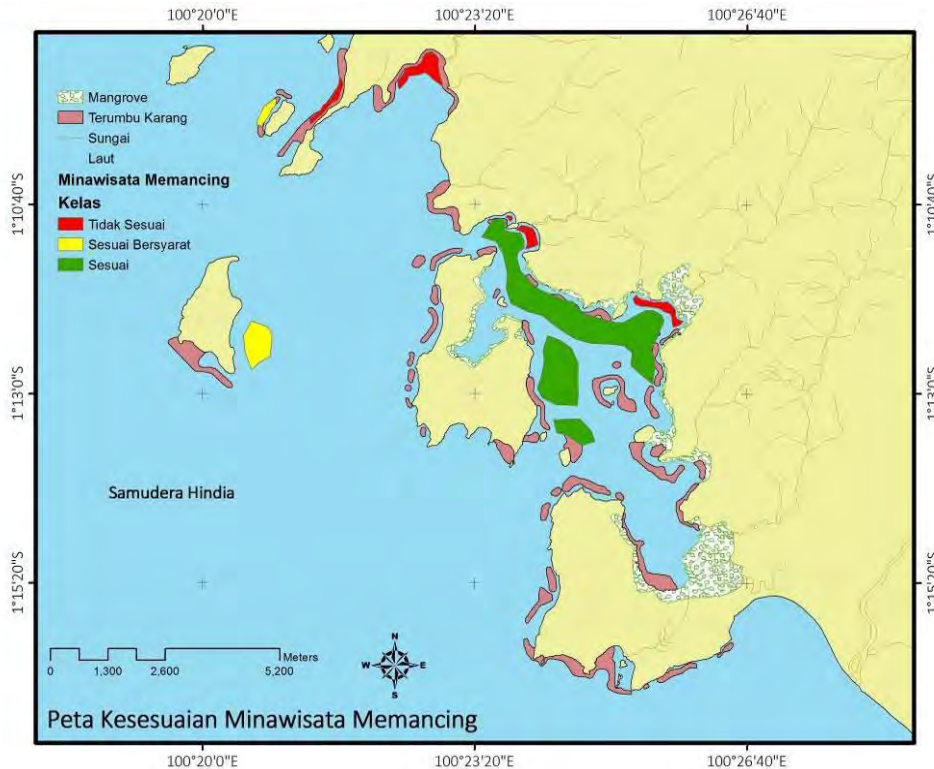 100°20'0"E 100°23'20"E 100°26'40"E
Mangrove
Terumbu Karang
Sungai
Laut
Minawisata Memancing
Kelas
Tidak Sesuai
Sesuai Bersyarat
Sesuai
1°10'40"S 1°10'40"S
1°13'0"S 1°13'0"S
Samudera Hindia
1°15'20"S 1°15'20"S
Meters
0 1,300 2,600 5,200
N
W E
S
Peta Kesesuaian Minawisata Memancing
100°20'0"E 100°23'20"E 100°26'40"E